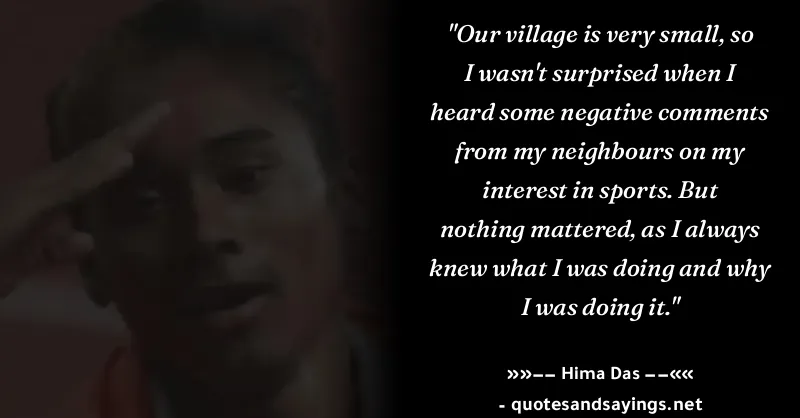 "Our village is very small, so
I wasn't surprised when I
heard some negative comments
from my neighbours on my
interest in sports. But
nothing mattered, as I always
knew what I was doing and why
I was doing it."
»»−− Hima Das −−««
- quotesandsayings.net